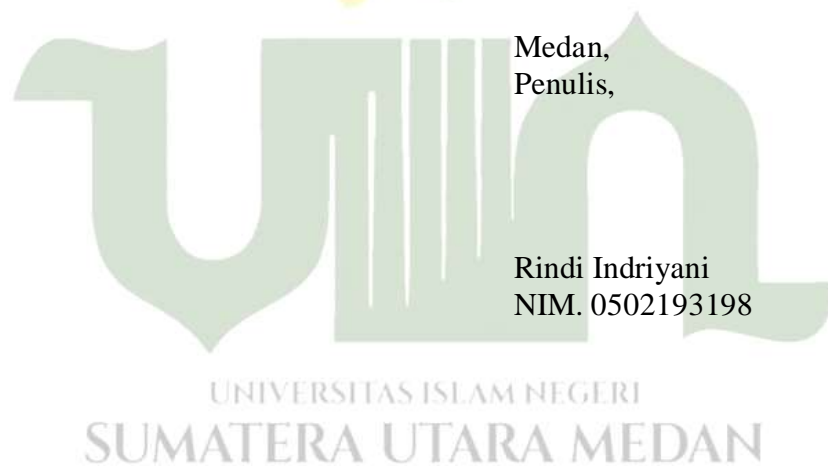 Medan,
Penulis,
Rindi Indriyani
NIM. 0502193198
UNIVERSITAS ISLAM NEGERI
SUMATERA UTARA MEDAN